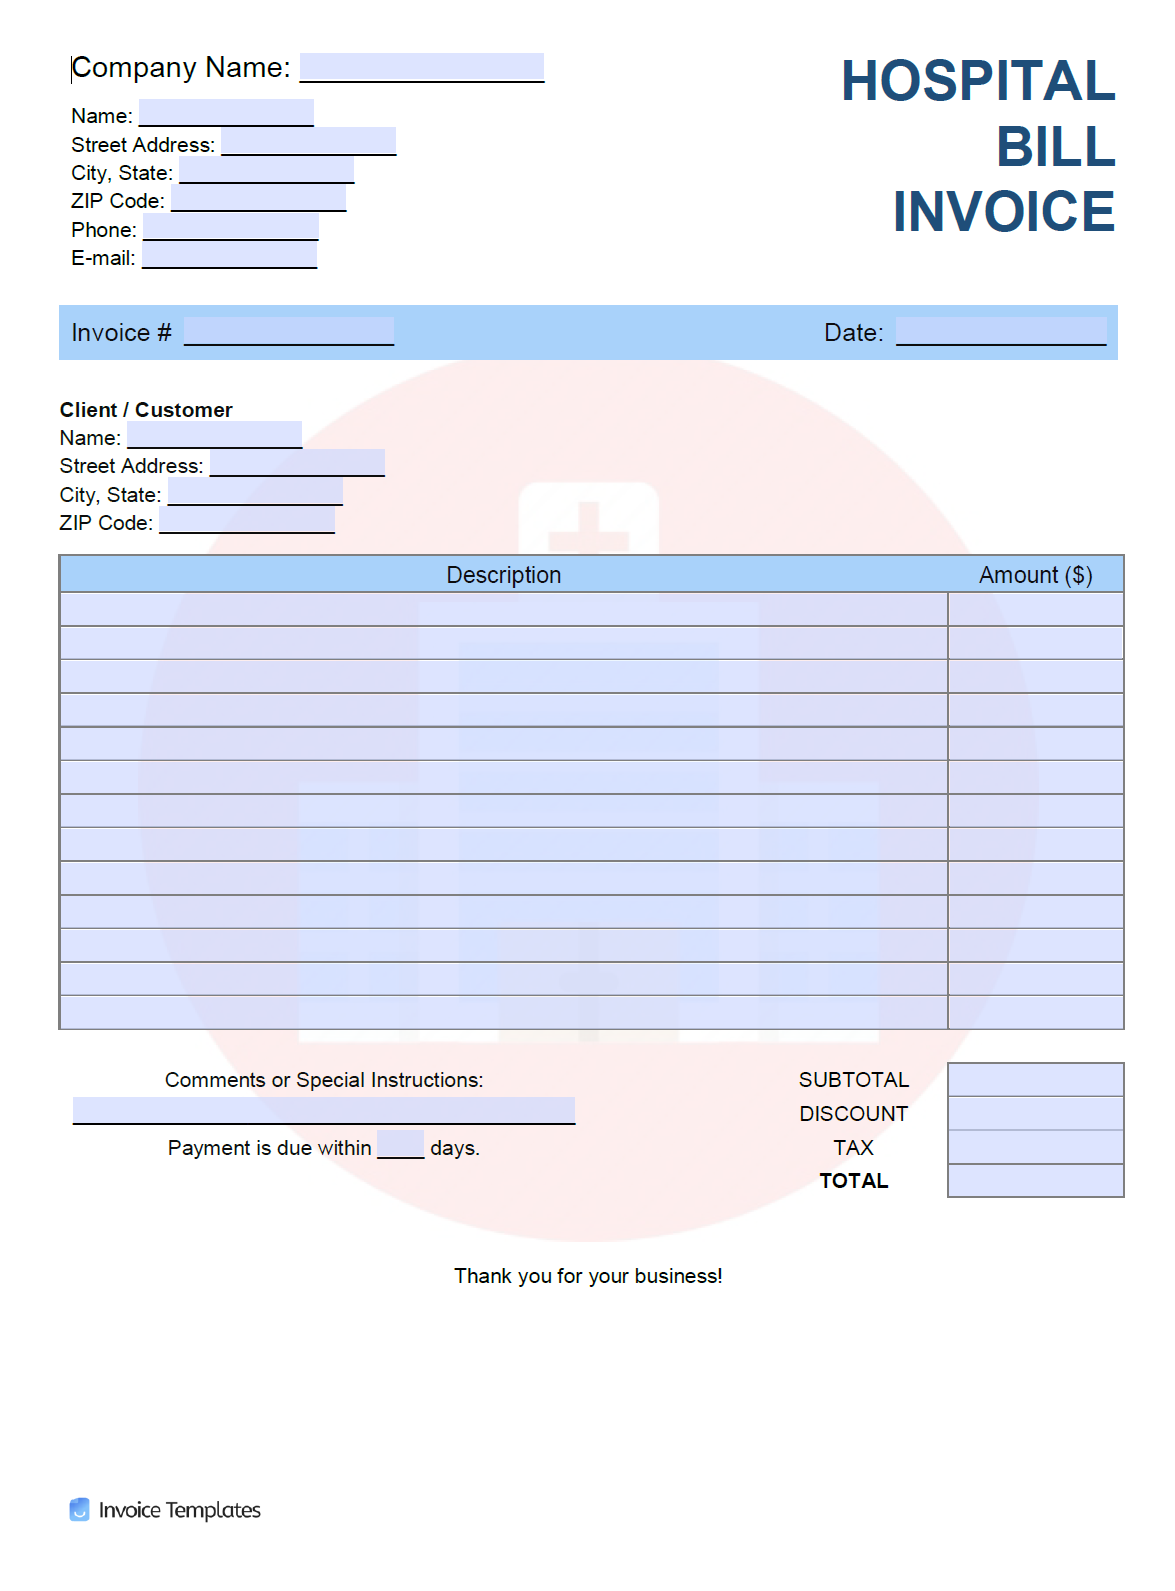 Company Name:
HOSPITAL
BILL
INVOICE
Name:
Street Address:
City, State:
ZIP Code:
Phone:
E-mail:
Invoice #
Date:
Client / Customer
Name:
Street Address:
City, State:
ZIP Code:
Description Amount ($)
Comments or Special Instructions:
Payment is due within days.
SUBTOTAL
DISCOUNT
TAX
TOTAL
Thank you for your business!
Invoice Templates